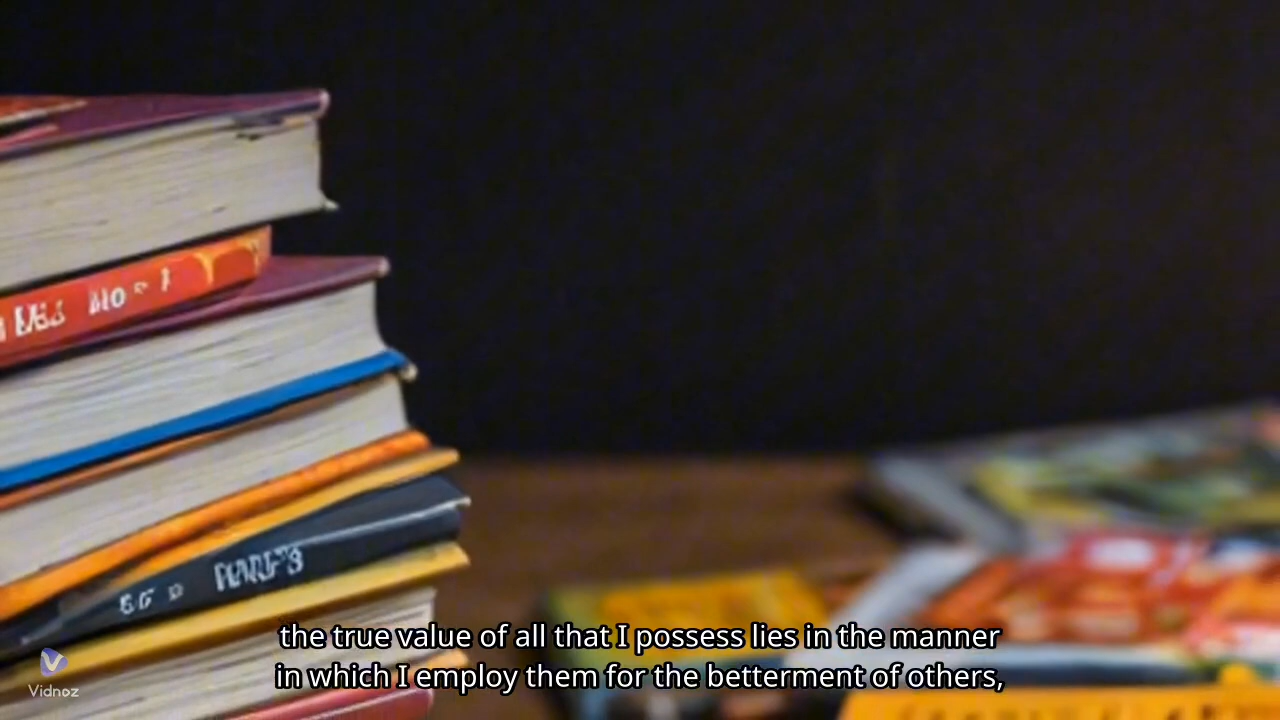 the true value of all that I possess lies in the manner
in which I employ them for the betterment of others,
Vidnoz